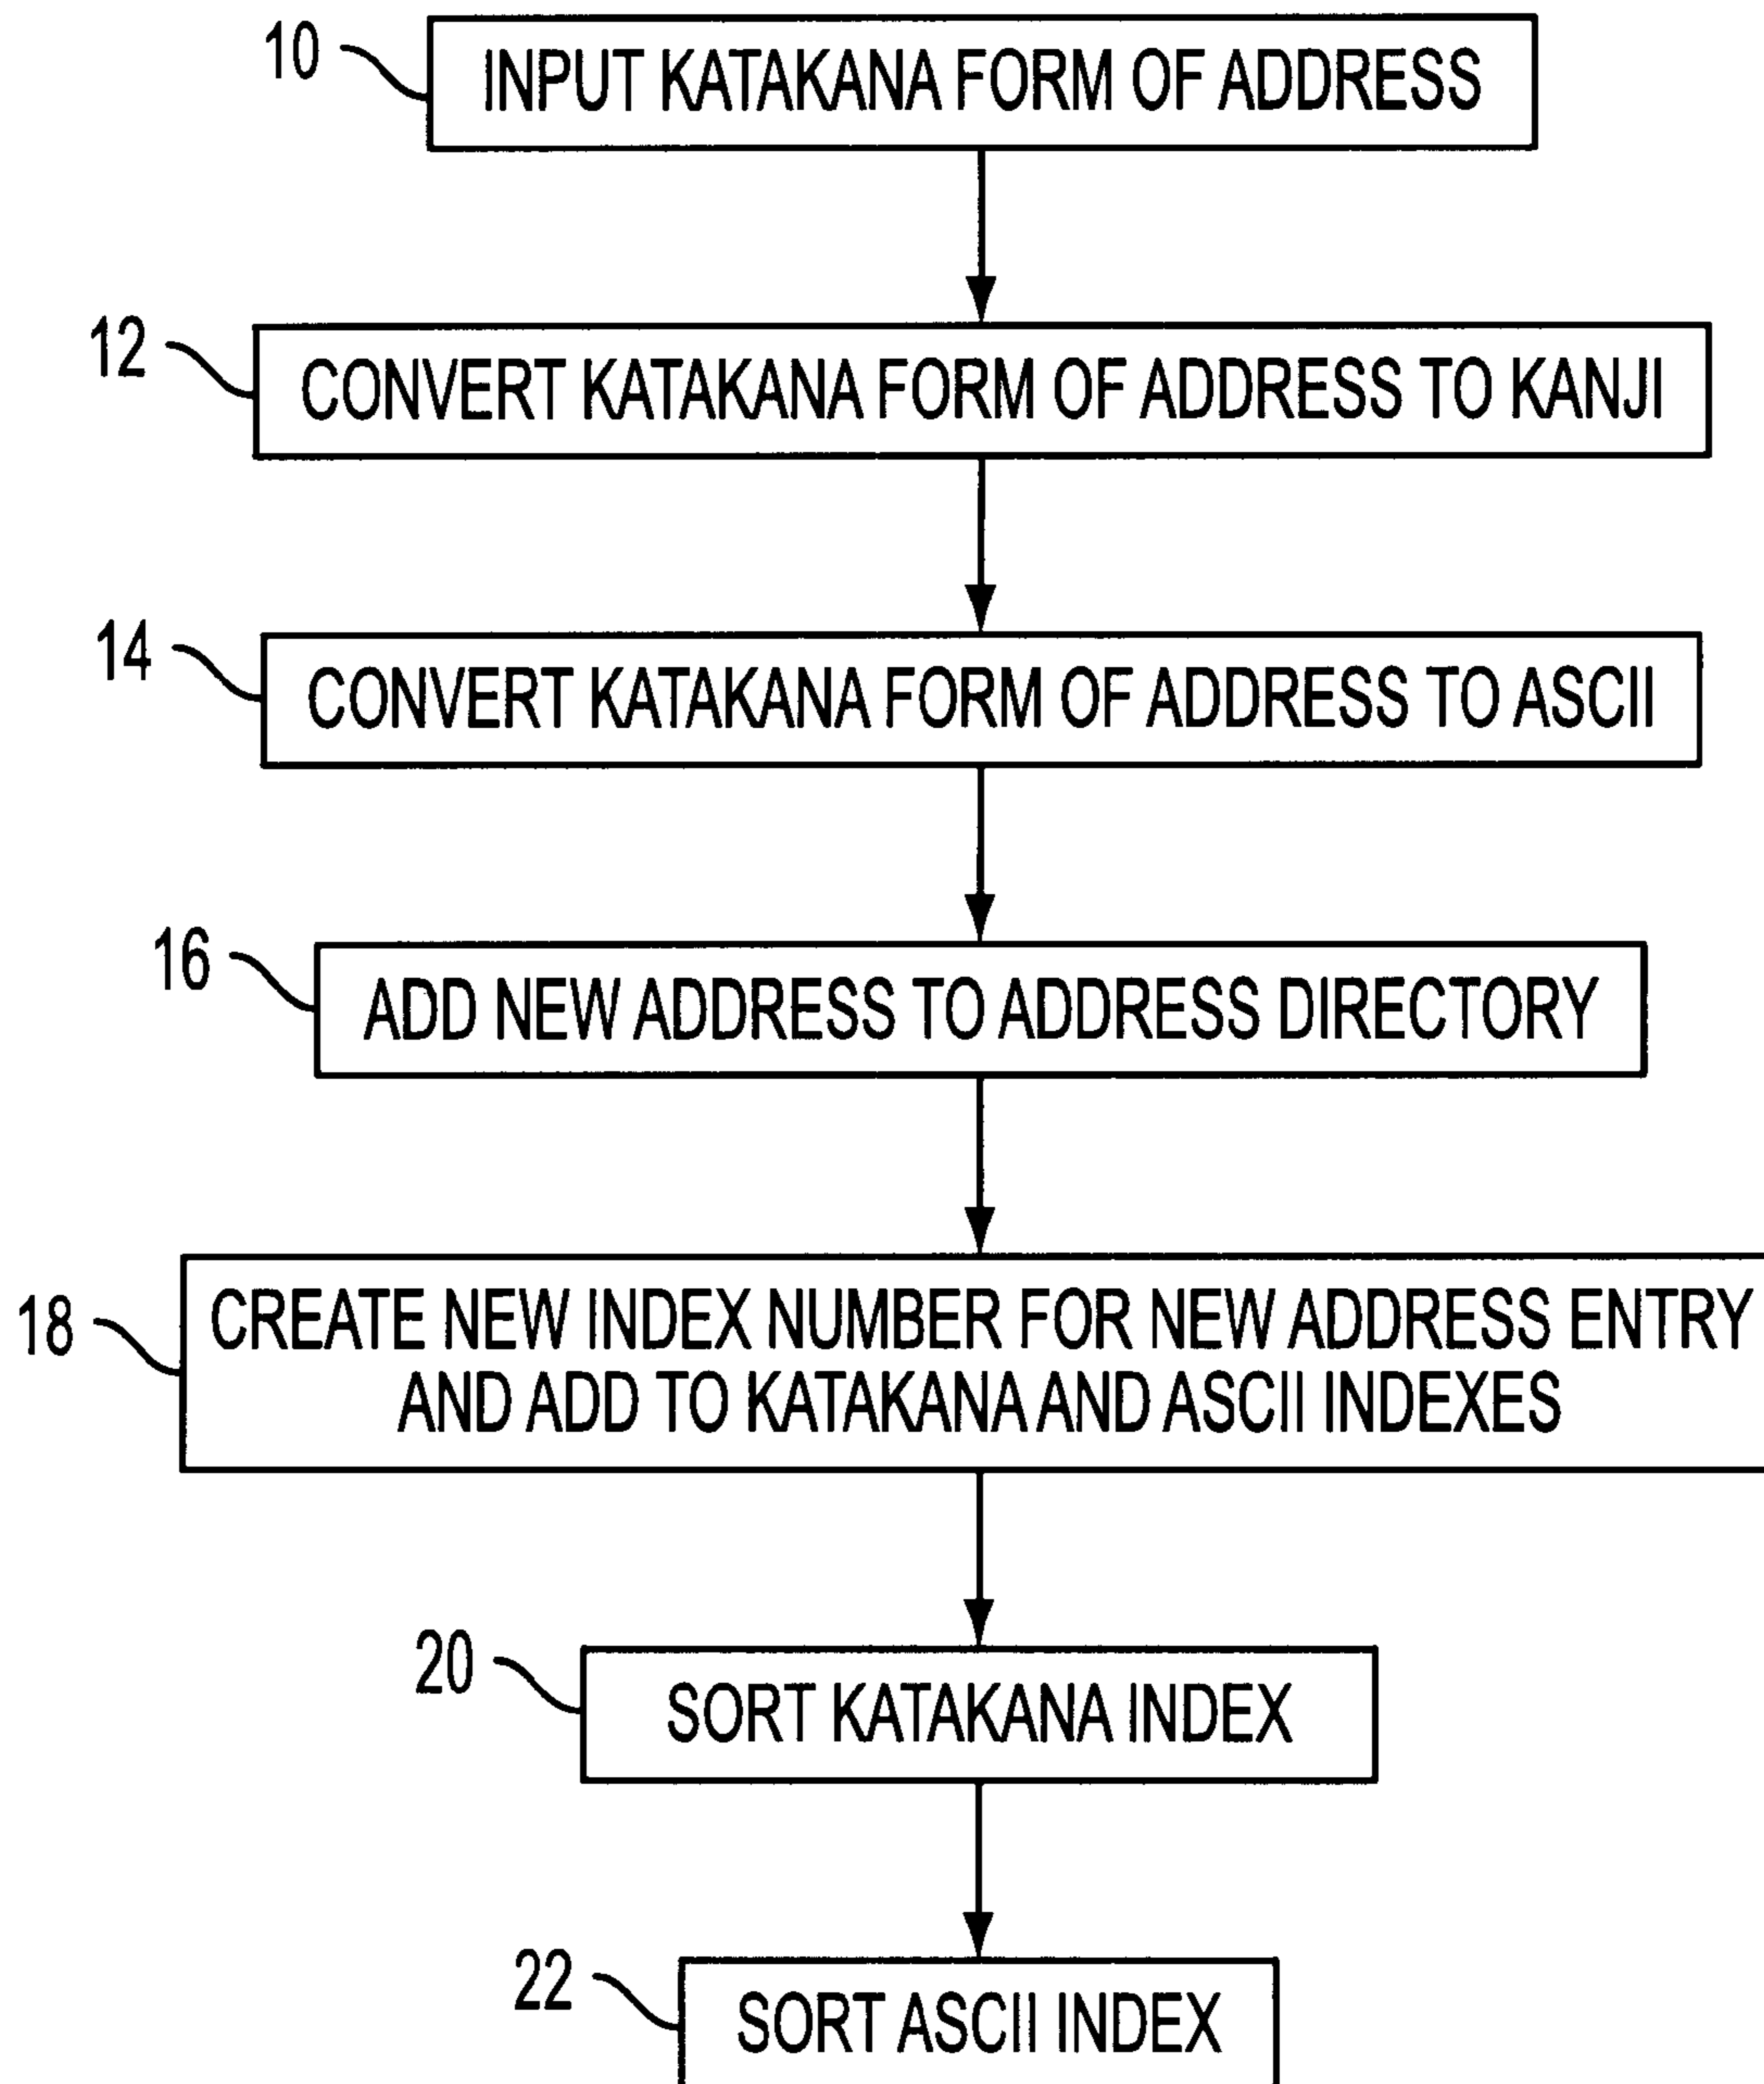 10
INPUT KATAKANA FORM OF ADDRESS
12
CONVERT KATAKANA FORM OF ADDRESS TO KANJI
14
CONVERT KATAKANA FORM OF ADDRESS TO ASCII
16
ADD NEW ADDRESS TO ADDRESS DIRECTORY
18
CREATE NEW INDEX NUMBER FOR NEW ADDRESS ENTRY
AND ADD TO KATAKANA AND ASCII INDEXES
20
SORT KATAKANA INDEX
22
SORT ASCII INDEX